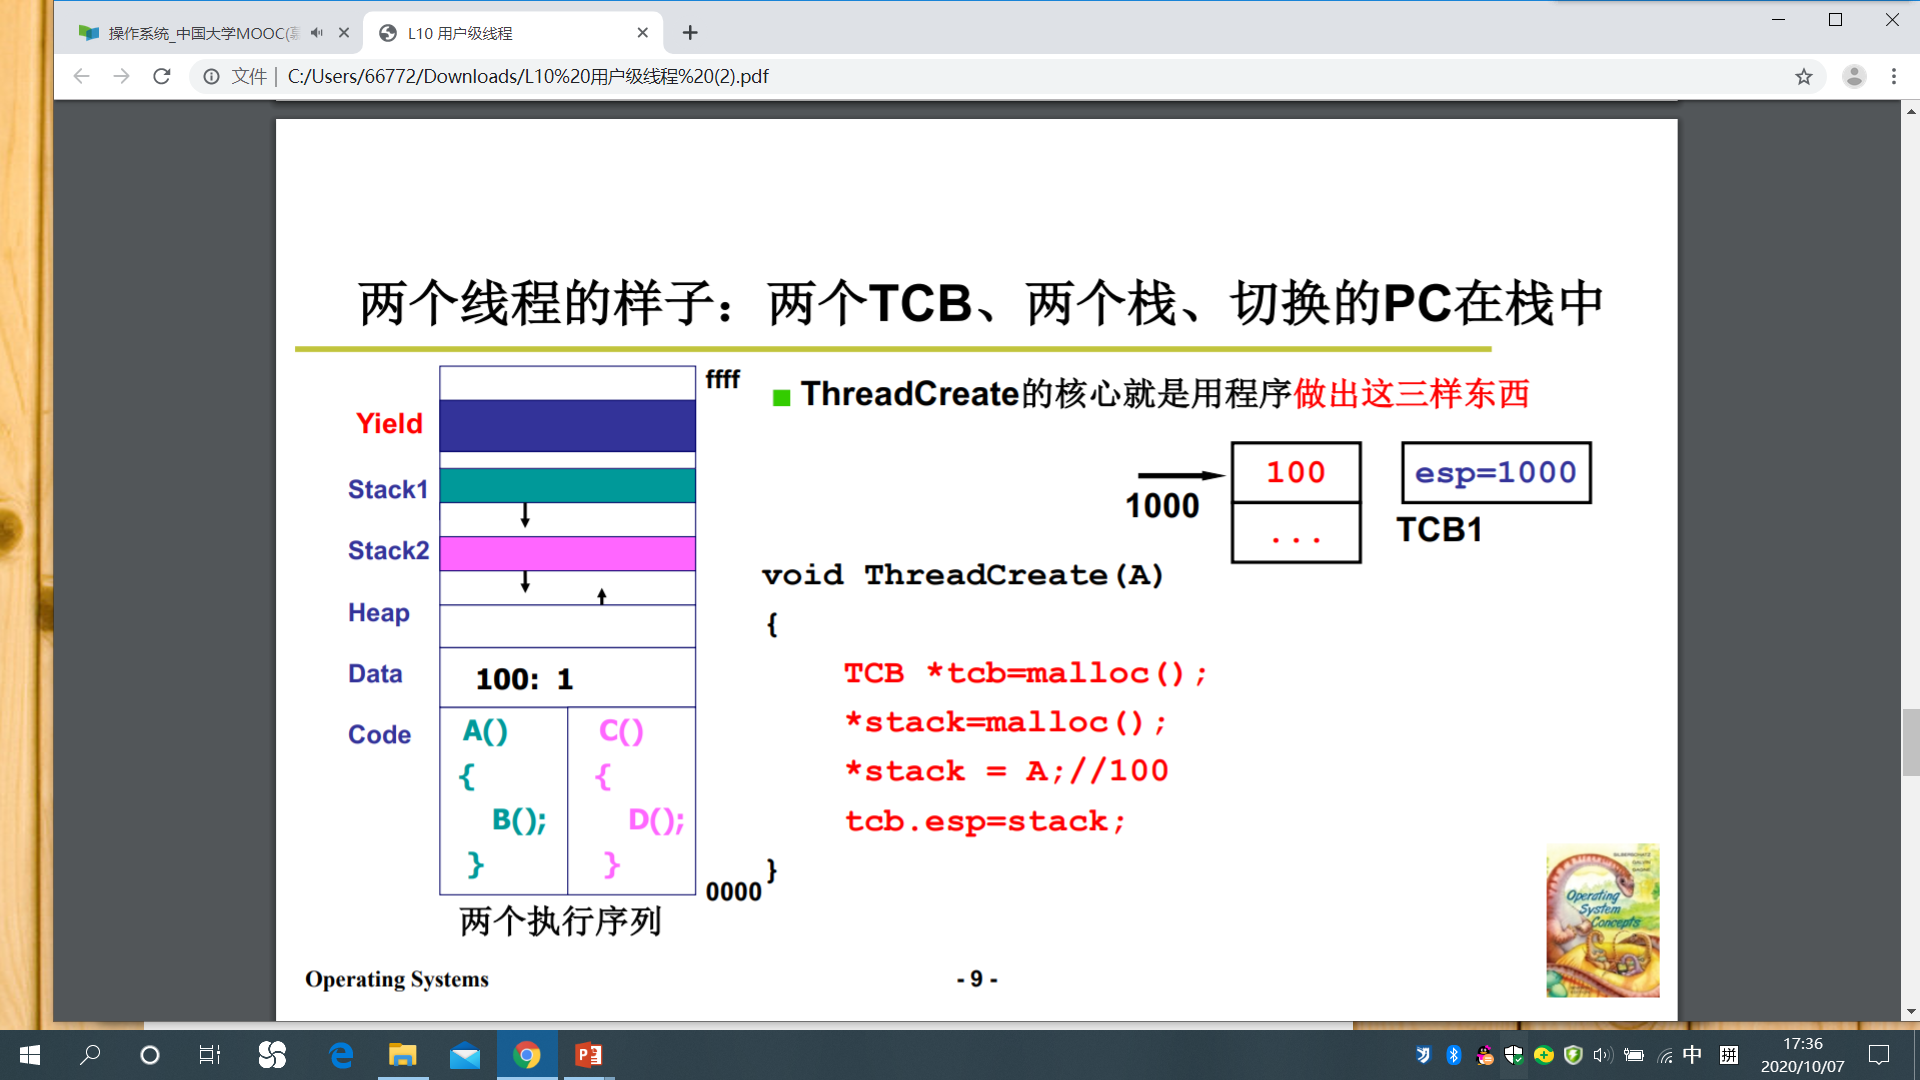 操作系统_中国大学MOOC(
L10 用户级线程
文件 | C:/Users/66772/Downloads/L10%20用户级线程%20(2).pdf
两个线程的样子：两个TCB、两个栈、切换的PC在栈中
ffff
Yield
Stack1
Stack2
Heap
Data
100: 1
Code
A()
{
B();
}
C()
{
D();
}
0000
两个执行序列
ThreadCreate的核心就是用程序做出这三样东西
1000
100
...
esp=1000
TCB1
void ThreadCreate(A)
{
TCB *tcb=malloc();
*stack=malloc();
*stack = A;//100
tcb.esp=stack;
}
Operating
System
Concepts
Operating Systems
- 9 -
中
拼
17:36
2020/10/07